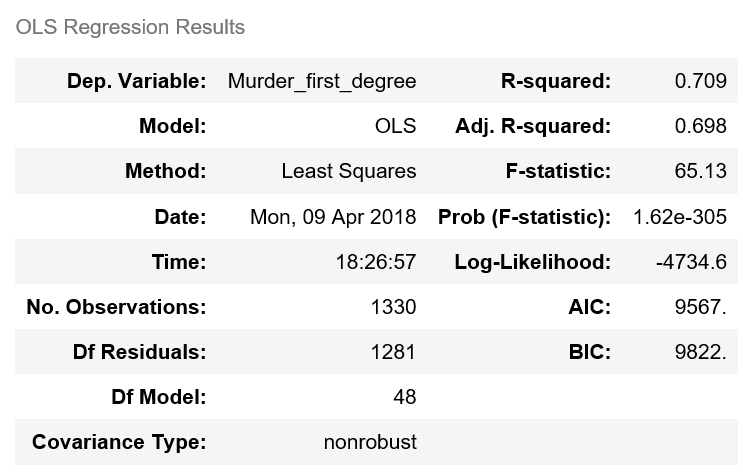 OLS Regression Results
Dep. Variable: Murder_first_degree R-squared: 0.709
Model: OLS Adj. R-squared: 0.698
Method: Least Squares F-statistic: 65.13
Date: Mon, 09 Apr 2018 Prob (F-statistic): 1.62e-305
Time: 18:26:57 Log-Likelihood: -4734.6
No. Observations: 1330 AIC: 9567.
Df Residuals: 1281 BIC: 9822.
Df Model: 48
Covariance Type: nonrobust